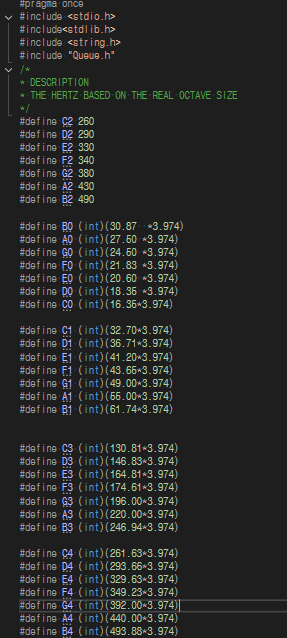 #pragma once
#include <stdio.h>
#include<stdlib.h>
#include <string.h>
#include "Queue.h"
/*
* DESCRIPTION
* THE HERTZ BASED ON THE REAL OCTAVE SIZE
*/
#define C2 260
#define D2 290
#define E2 330
#define F2 340
#define G2 380
#define A2 430
#define B2 490
#define B0 (int)(30.87 *3.974)
#define A0 (int)(27.50 *3.974)
#define G0 (int)(24.50 *3.974)
#define F0 (int)(21.83 *3.974)
#define E0 (int)(20.60 *3.974)
#define D0 (int)(18.35 *3.974)
#define C0 (int)(16.35*3.974)
#define C1 (int)(32.70*3.974)
#define D1 (int)(36.71*3.974)
#define E1 (int)(41.20*3.974)
#define F1 (int)(43.65*3.974)
#define G1 (int)(49.00*3.974)
#define A1 (int)(55.00*3.974)
#define B1 (int)(61.74*3.974)
#define C3 (int)(130.81*3.974)
#define D3 (int)(146.83*3.974)
#define E3 (int)(164.81*3.974)
#define F3 (int)(174.61*3.974)
#define G3 (int)(196.00*3.974)
#define A3 (int)(220.00*3.974)
#define B3 (int)(246.94*3.974)
#define C4 (int)(261.63*3.974)
#define D4 (int)(293.66*3.974)
#define E4 (int)(329.63*3.974)
#define F4 (int)(349.23*3.974)
#define G4 (int)(392.00*3.974)
#define A4 (int)(440.00*3.974)
#define B4 (int)(493.88*3.974)